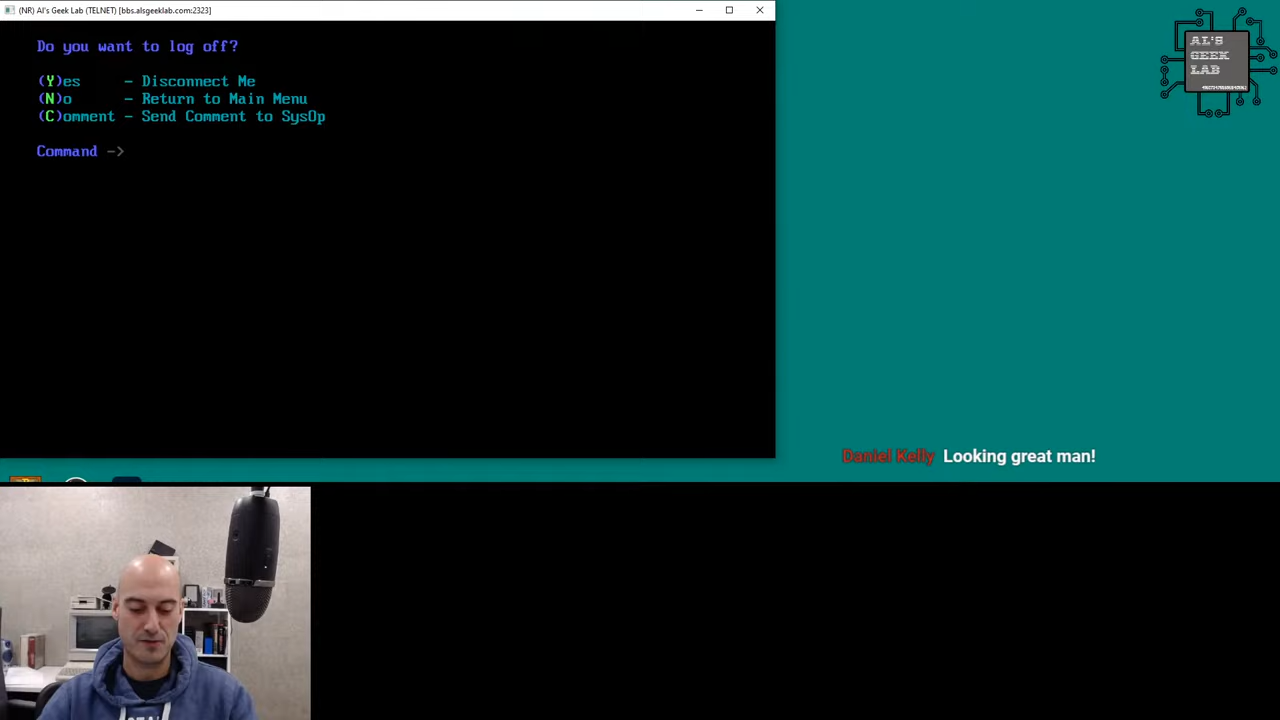 (NR) Al's Geek Lab (TELNET) [bbs.alsgeeklab.com:2323]
Do you want to log off?
(Y)es - Disconnect Me
(N)o - Return to Main Menu
(C)omment - Send Comment to SysOp
Command ->
AL'S
GEEK
LAB
Daniel Kelly Looking great man!